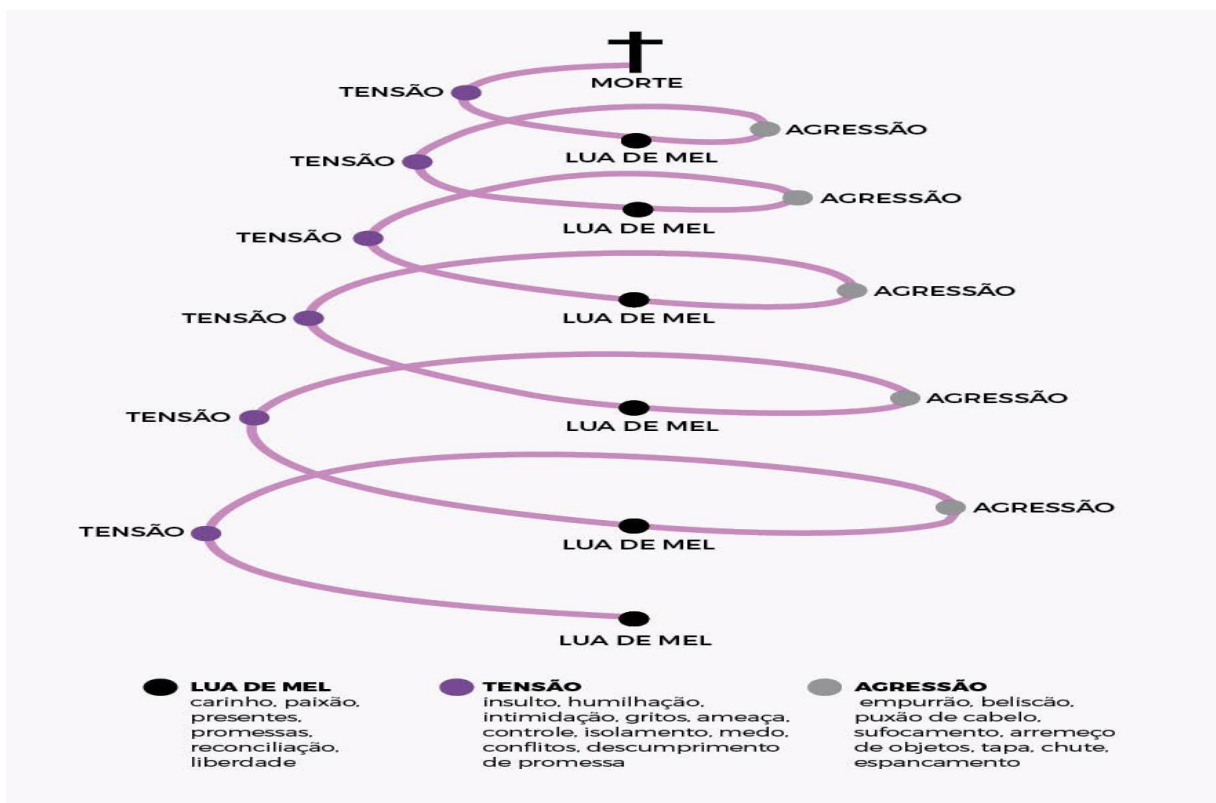 MORTE
TENSÃO
AGRESSÃO
LUA DE MEL
TENSÃO
AGRESSÃO
LUA DE MEL
TENSÃO
AGRESSÃO
LUA DE MEL
TENSÃO
AGRESSÃO
LUA DE MEL
TENSÃO
AGRESSÃO
LUA DE MEL
TENSÃO
LUA DE MEL
LUA DE MEL
carinho, paixão,
presentes,
promessas,
reconciliação,
liberdade
TENSÃO
insulto, humilhação,
intimidação, gritos, ameaça,
controle, isolamento, medo,
conflitos, descumprimento
de promessa
AGRESSÃO
empurrão, beliscão,
puxão de cabelo,
sufocamento, arremeço
de objetos, tapa, chute,
espancamento